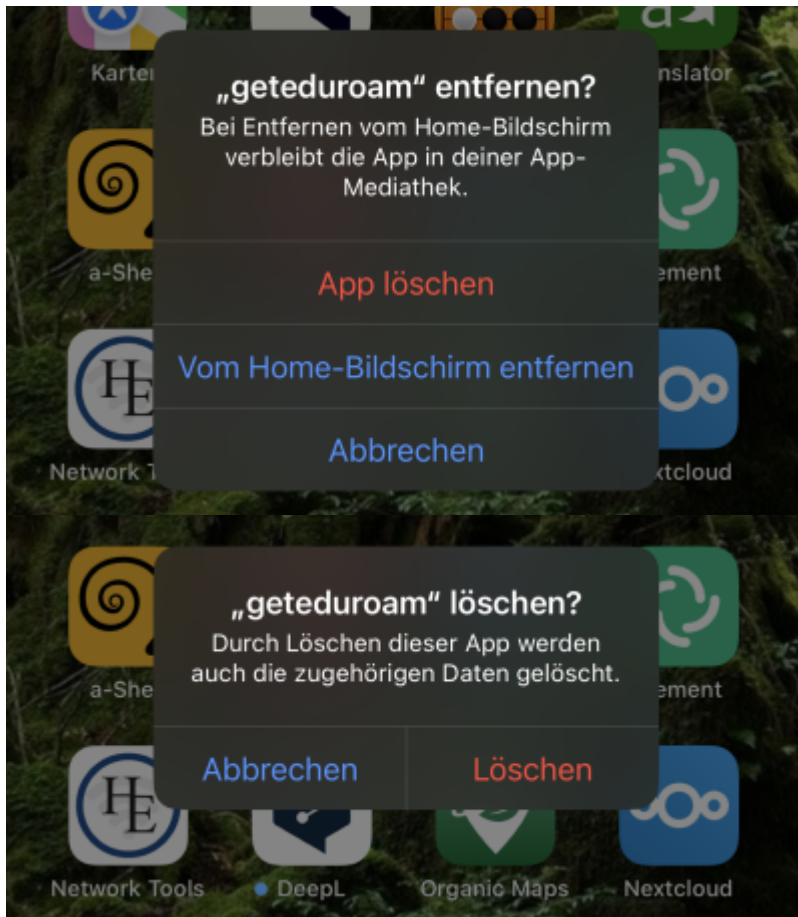 Karte
nslator
„geteduroam“ entfernen?
Bei Entfernen vom Home-Bildschirm
verbleibt die App in deiner App-
Mediathek.
a-She
ement
App löschen
Vom Home-Bildschirm entfernen
HE
Abbrechen
Network T
xtcloud
„geteduroam“ löschen?
Durch Löschen dieser App werden
auch die zugehörigen Daten gelöscht.
a-She
ement
Abbrechen
Löschen
HE
Network Tools
DeepL
Organic Maps
Nextcloud